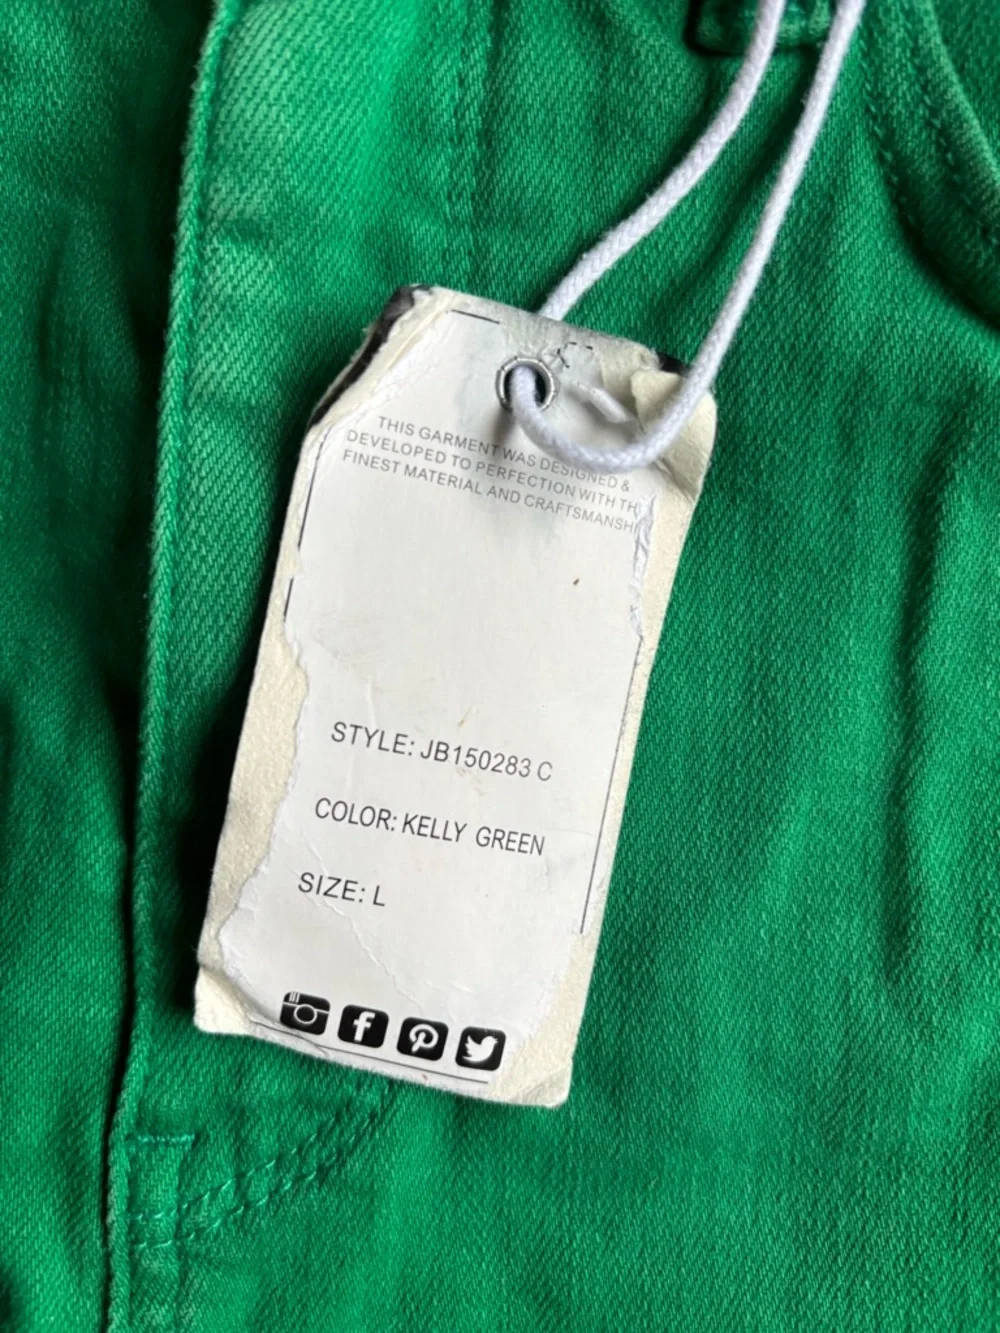 THIS GARMENT WAS DESIGNED &
DEVELOPED TO PERFECTION WITH TH
FINEST MATERIAL AND CRAFTSMANSH
STYLE: JB150283 C
COLOR: KELLY GREEN
SIZE: L